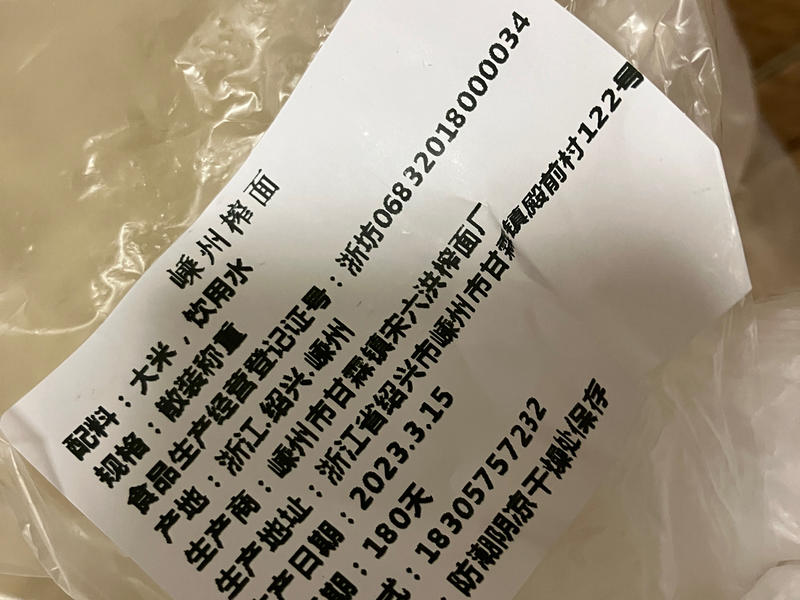 嵊州榨面
配料：大米，饮用水
规格：散装称重
食品生产经营登记证号：浙坊06832018000034
产地：浙江.绍兴.嵊州
生产商：嵊州市甘霖镇宋六洪榨面厂
生产地址：浙江省绍兴市嵊州市甘霖镇殿前村122号
生产日期：2023.3.15
期：180天
式：18305757232
防潮阴凉干燥处保存